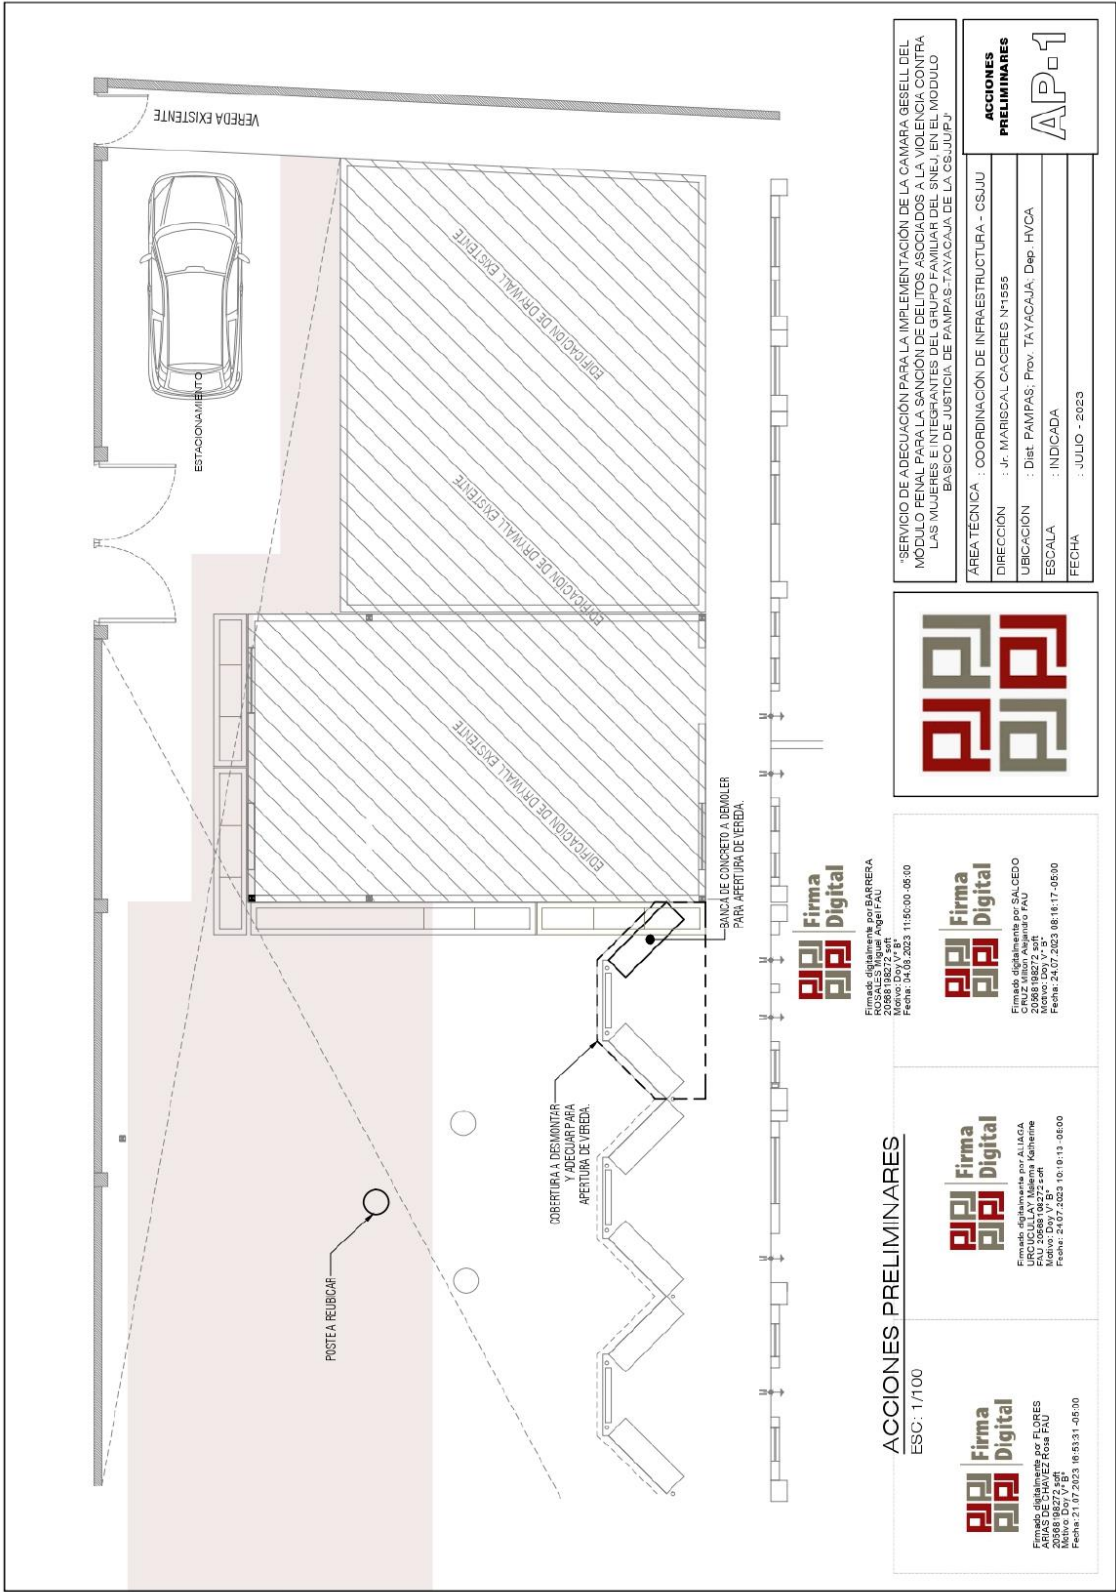 VEREDA EXISTENTE
ESTACIONAMIENTO
EDIFICACION DE DRYWALL EXISTENTE
EDIFICACION DE DRYWALL EXISTENTE
EDIFICACION DE DRYWALL EXISTENTE
BANCA DE CONCRETO A DEMOLER
PARA APERTURA DE VEREDA.
COBERTURA A DESMONTAR
Y ADECUAR PARA
APERTURA DE VEREDA.
POSTE A REUBICAR
ACCIONES PRELIMINARES
ESC: 1/100
Firma
Digital
Firmado digitalmente por BARRERA
ROSALES Miguel Angel FAU
20568198272 soft
Motivo: Doy V° B°
Fecha: 04.08.2023 11:50:00 -05:00
Firma
Digital
Firmado digitalmente por FLORES
ARIAS DE CHAVEZ Rosa FAU
20568198272 soft
Motivo: Doy V° B°
Fecha: 21.07.2023 16:53:31 -05:00
Firma
Digital
Firmado digitalmente por ALIAGA
URCUCULLAY Malema Katherine
FAU 20568198272 soft
Motivo: Doy V° B°
Fecha: 24.07.2023 10:19:13 -05:00
Firma
Digital
Firmado digitalmente por SALCEDO
CRUZ Milton Alejandro FAU
20568198272 soft
Motivo: Doy V° B°
Fecha: 24.07.2023 08:16:17 -05:00
"SERVICIO DE ADECUACIÓN PARA LA IMPLEMENTACIÓN DE LA CAMARA GESELL DEL
MÓDULO PENAL PARA LA SANCIÓN DE DELITOS ASOCIADOS A LA VIOLENCIA CONTRA
LAS MUJERES E INTEGRANTES DEL GRUPO FAMILIAR DEL SNEJ, EN EL MODULO
BASICO DE JUSTICIA DE PAMPAS-TAYACAJA DE LA CSJJU/PJ"
ÁREA TÉCNICA : COORDINACIÓN DE INFRAESTRUCTURA - CSJJU
DIRECCIÓN : Jr. MARISCAL CACERES N°1555
UBICACIÓN : Dist. PAMPAS; Prov. TAYACAJA; Dep. HVCA
ESCALA : INDICADA
FECHA : JULIO - 2023
ACCIONES
PRELIMINARES
AP-1